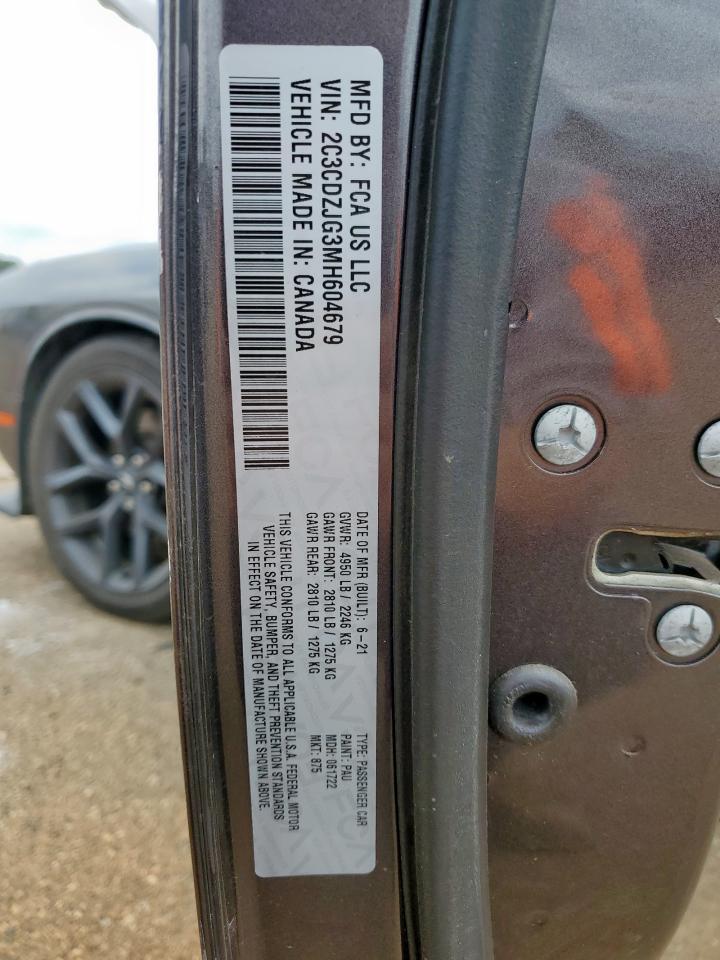 MFD BY: FCA US LLC
VIN: 2C3CDZJG3MH604679
VEHICLE MADE IN: CANADA
DATE OF MFR (BUILT): 6-21
GVWR: 4950 LB / 2246 KG
GAWR FRONT: 2810 LB / 1275 KG
GAWR REAR: 2810 LB / 1275 KG
THIS VEHICLE CONFORMS TO ALL APPLICABLE U.S.A. FEDERAL MOTOR
VEHICLE SAFETY, BUMPER, AND THEFT PREVENTION STANDARDS
IN EFFECT ON THE DATE OF MANUFACTURE SHOWN ABOVE.
TYPE: PASSENGER CAR
PAINT: PAU
MDH: 061722
MKT: 875